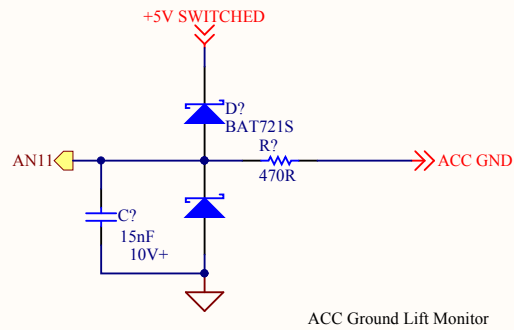 +5V SWITCHED
D?
BAT721S
R?
AN11
ACC GND
470R
C?
15nF
10V+
ACC Ground Lift Monitor